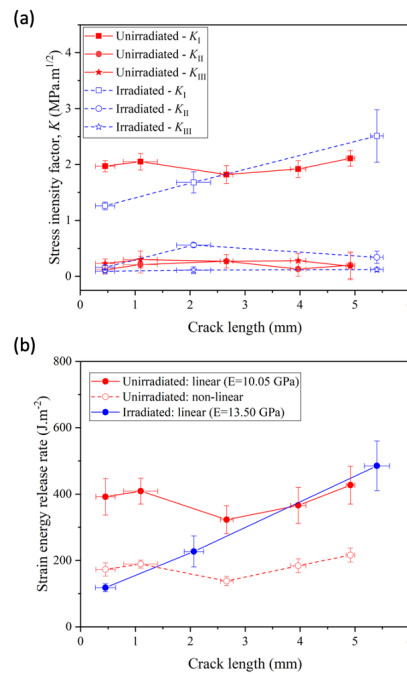 (a)
Unirradiated - KI
Unirradiated - KII
Unirradiated - KIII
Irradiated - KI
Irradiated - KII
Irradiated - KIII
Stress inensity factor, K (MPa.m1/2)
5
4
3
2
1
0
0 1 2 3 4 5
Crack length (mm)
(b)
Unirradiated: linear (E=10.05 GPa)
Unirradiated: non-linear
Irradiated: linear (E=13.50 GPa)
Strain energy release rate (J.m-2)
800
600
400
200
0
0 1 2 3 4 5
Crack length (mm)